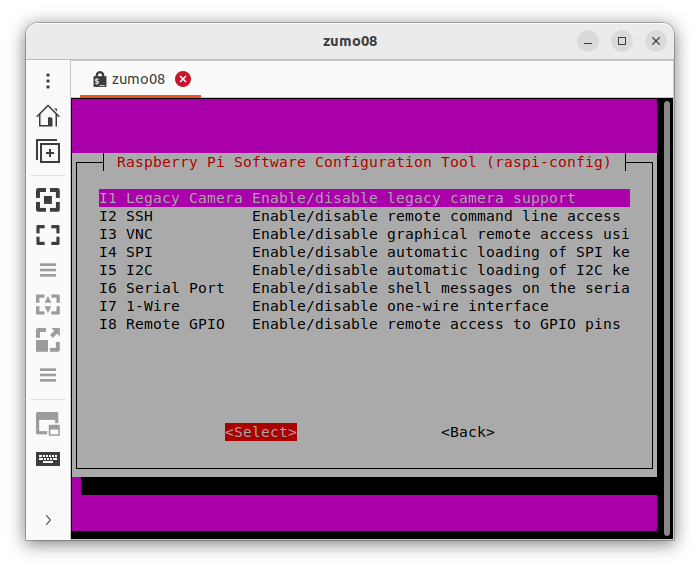 zumo08
zumo08
Raspberry Pi Software Configuration Tool (raspi-config)
I1 Legacy Camera Enable/disable legacy camera support
I2 SSH Enable/disable remote command line access
I3 VNC Enable/disable graphical remote access usi
I4 SPI Enable/disable automatic loading of SPI ke
I5 I2C Enable/disable automatic loading of I2C ke
I6 Serial Port Enable/disable shell messages on the seria
I7 1-Wire Enable/disable one-wire interface
I8 Remote GPIO Enable/disable remote access to GPIO pins
<Select> <Back>